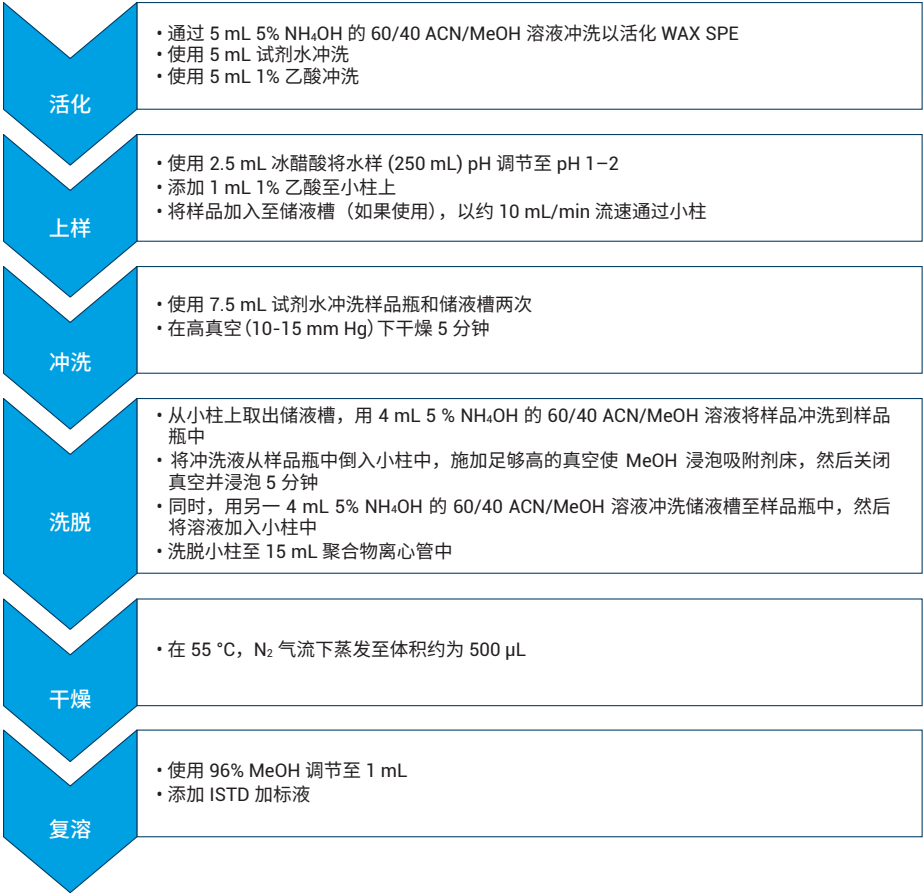 活化
• 通过 5 mL 5% NH₄OH 的 60/40 ACN/MeOH 溶液冲洗以活化 WAX SPE
• 使用 5 mL 试剂水冲洗
• 使用 5 mL 1% 乙酸冲洗
上样
• 使用 2.5 mL 冰醋酸将水样 (250 mL) pH 调节至 pH 1–2
• 添加 1 mL 1% 乙酸至小柱上
• 将样品加入至储液槽（如果使用），以约 10 mL/min 流速通过小柱
冲洗
• 使用 7.5 mL 试剂水冲洗样品瓶和储液槽两次
• 在高真空（10-15 mm Hg）下干燥 5 分钟
洗脱
• 从小柱上取出储液槽，用 4 mL 5 % NH₄OH 的 60/40 ACN/MeOH 溶液将样品冲洗到样品
瓶中
• 将冲洗液从样品瓶中倒入小柱中，施加足够高的真空使 MeOH 浸泡吸附剂床，然后关闭
真空并浸泡 5 分钟
• 同时，用另一 4 mL 5% NH₄OH 的 60/40 ACN/MeOH 溶液冲洗储液槽至样品瓶中，然后
将溶液加入小柱中
• 洗脱小柱至 15 mL 聚合物离心管中
干燥
• 在 55 °C，N₂ 气流下蒸发至体积约为 500 μL
复溶
• 使用 96% MeOH 调节至 1 mL
• 添加 ISTD 加标液